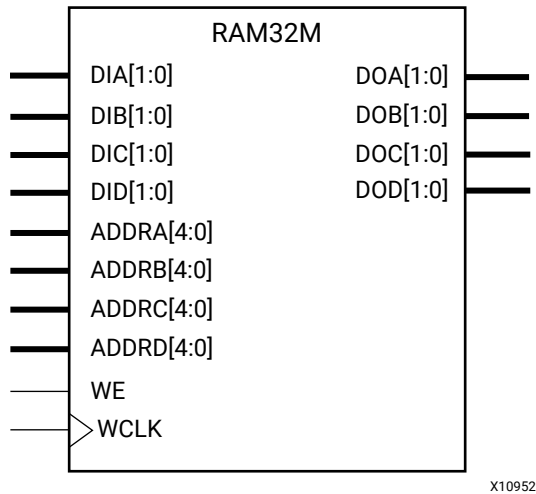 RAM32M
DIA[1:0]
DIB[1:0]
DIC[1:0]
DID[1:0]
ADDRA[4:0]
ADDRB[4:0]
ADDRC[4:0]
ADDRD[4:0]
WE
WCLK
DOA[1:0]
DOB[1:0]
DOC[1:0]
DOD[1:0]
X10952